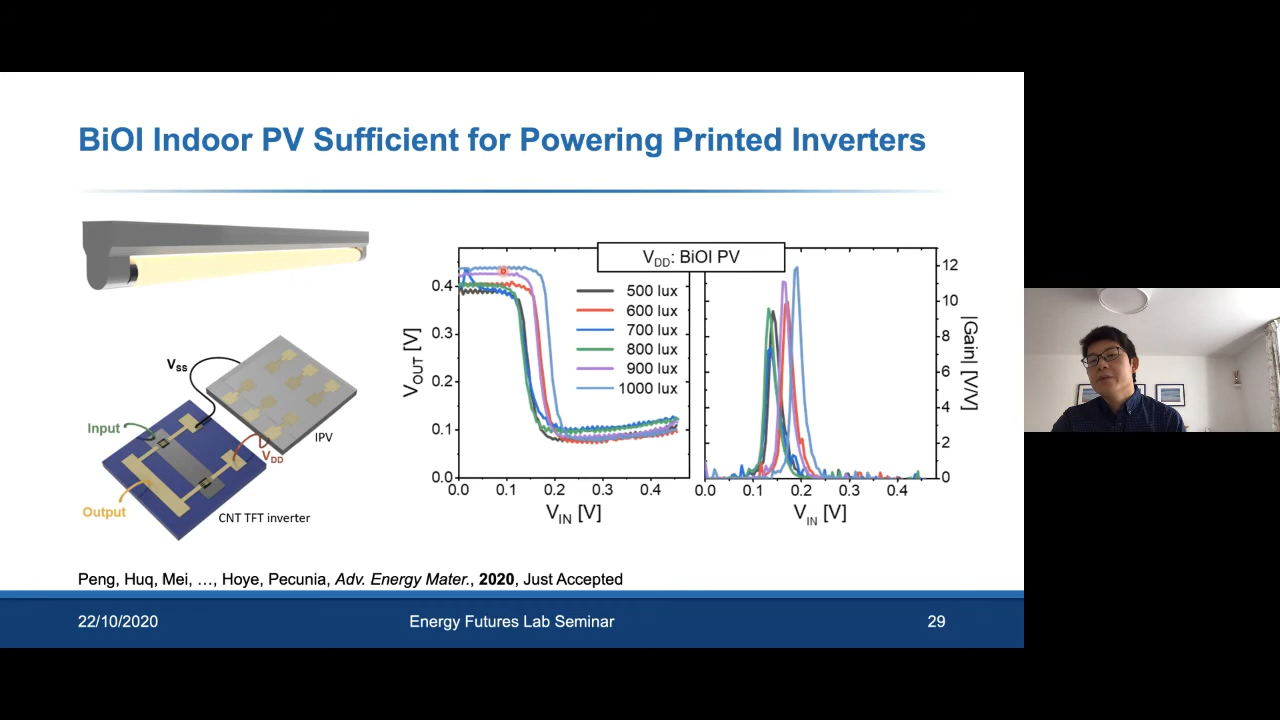 BiOI Indoor PV Sufficient for Powering Printed Inverters
VSS
Input
IPV
VDD
Output
CNT TFT inverter
VDD: BiOI PV
500 lux
600 lux
700 lux
800 lux
900 lux
1000 lux
VOUT [V]
0.4
0.3
0.2
0.1
0.0
0.0 0.1 0.2 0.3 0.4
VIN [V]
12
10
8
6
4
2
0
|Gain| [V/V]
0.0 0.1 0.2 0.3 0.4
VIN [V]
Peng, Huq, Mei, …, Hoye, Pecunia, Adv. Energy Mater., 2020, Just Accepted
22/10/2020 Energy Futures Lab Seminar 29